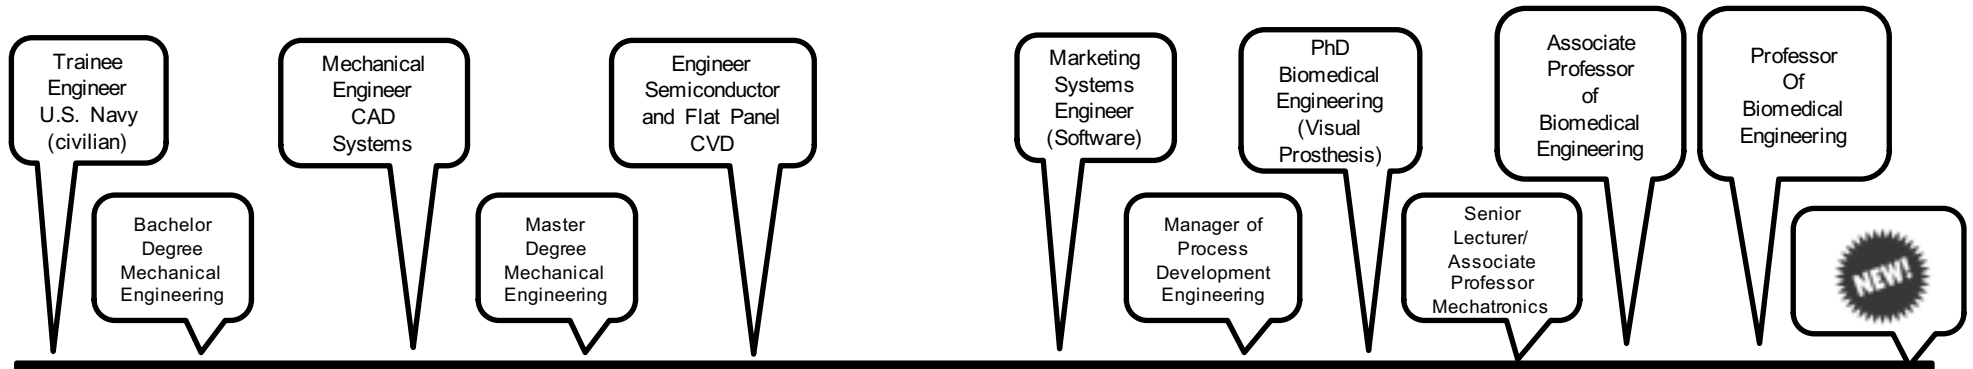 Trainee
Engineer
U.S. Navy
(civilian)
Bachelor
Degree
Mechanical
Engineering
Mechanical
Engineer
CAD
Systems
Master
Degree
Mechanical
Engineering
Engineer
Semiconductor
and Flat Panel
CVD
Marketing
Systems
Engineer
(Software)
Manager of
Process
Development
Engineering
PhD
Biomedical
Engineering
(Visual
Prosthesis)
Senior
Lecturer/
Associate
Professor
Mechatronics
Associate
Professor
of
Biomedical
Engineering
Professor
Of
Biomedical
Engineering
NEW!